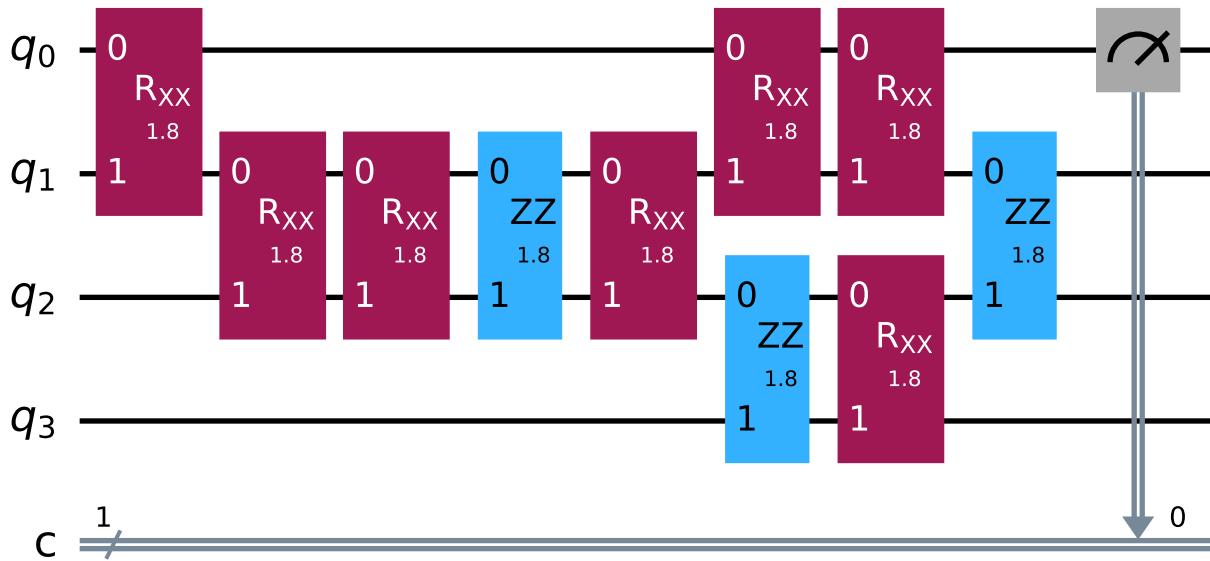 q0 0 0 0
RXX RXX RXX
1.8 1.8 1.8
q1 1 0 0 0 0 1 1 0
RXX RXX ZZ RXX ZZ
1.8 1.8 1.8 1.8 1.8
q2 1 1 1 1 0 0 1
ZZ RXX
1.8 1.8
q3 1 1
1 0
c